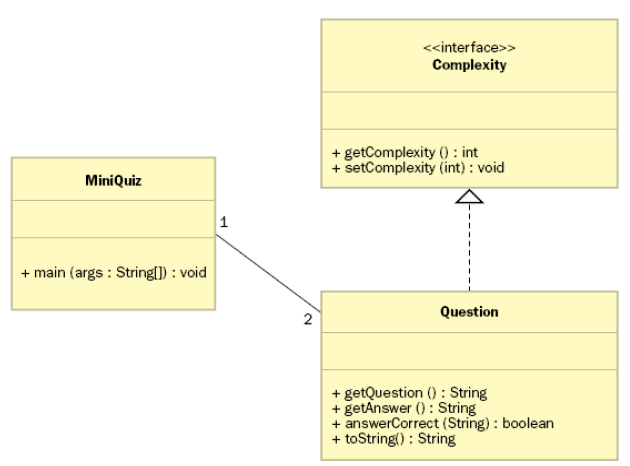 <<interface>>
Complexity
+ getComplexity () : int
+ setComplexity (int) : void
MiniQuiz
+ main (args : String[]) : void
1
2
Question
+ getQuestion () : String
+ getAnswer () : String
+ answerCorrect (String) : boolean
+ toString() : String